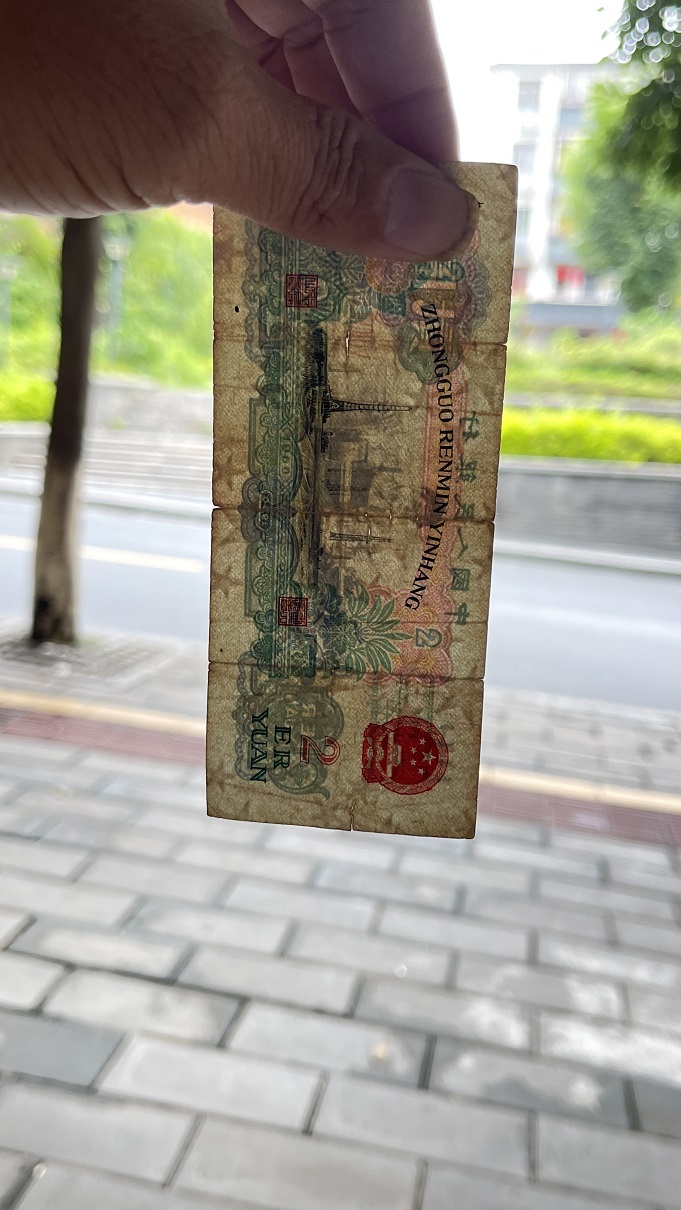 ZHONGGUO RENMIN YINHANG
中国人民银行
2
2
ER
YUAN